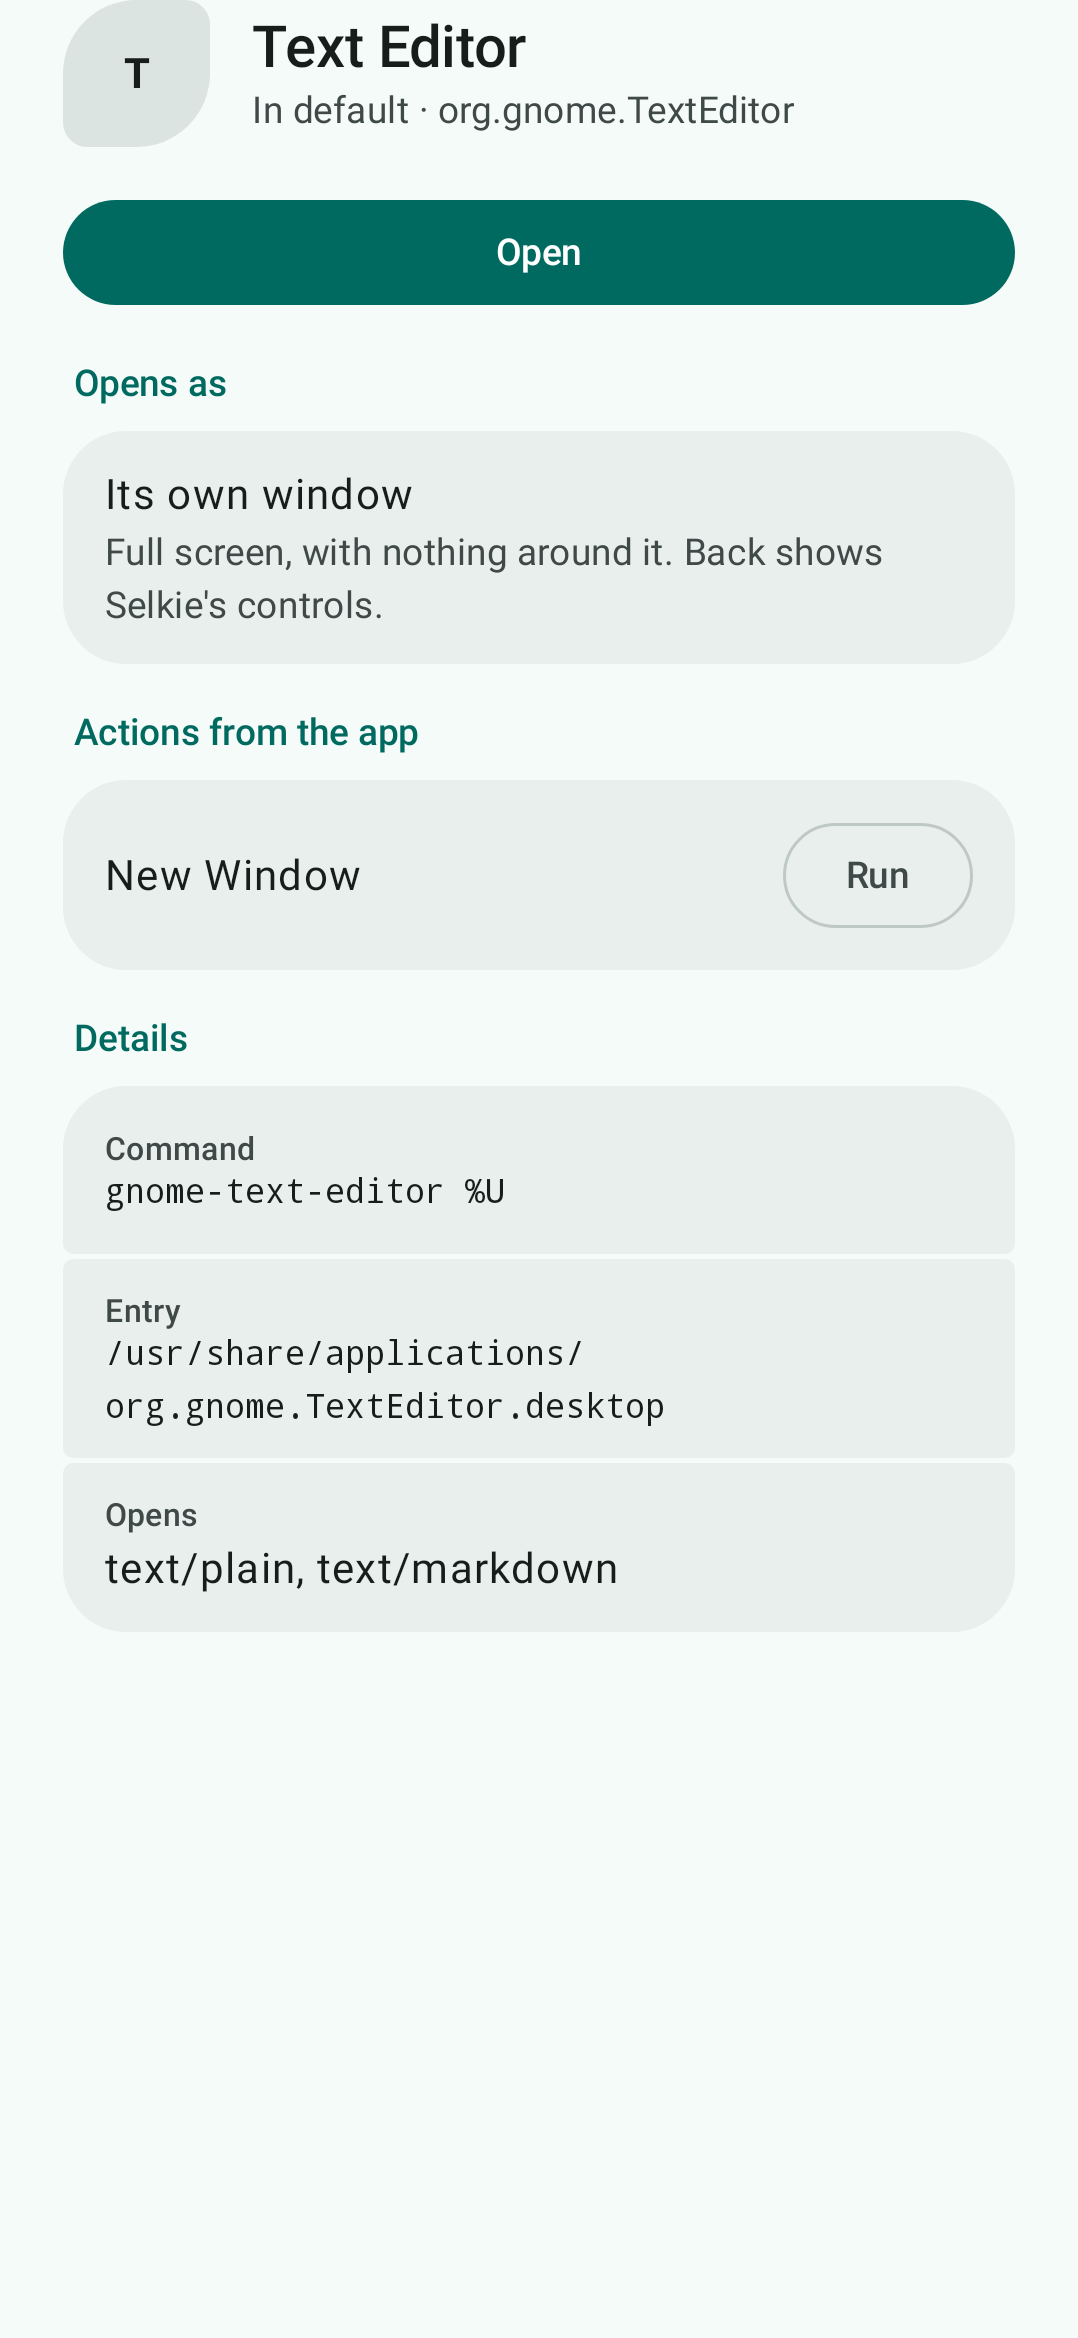 T
Text Editor
In default · org.gnome.TextEditor
Open
Opens as
Its own window
Full screen, with nothing around it. Back shows
Selkie's controls.
Actions from the app
New Window
Run
Details
Command
gnome-text-editor %U
Entry
/usr/share/applications/
org.gnome.TextEditor.desktop
Opens
text/plain, text/markdown